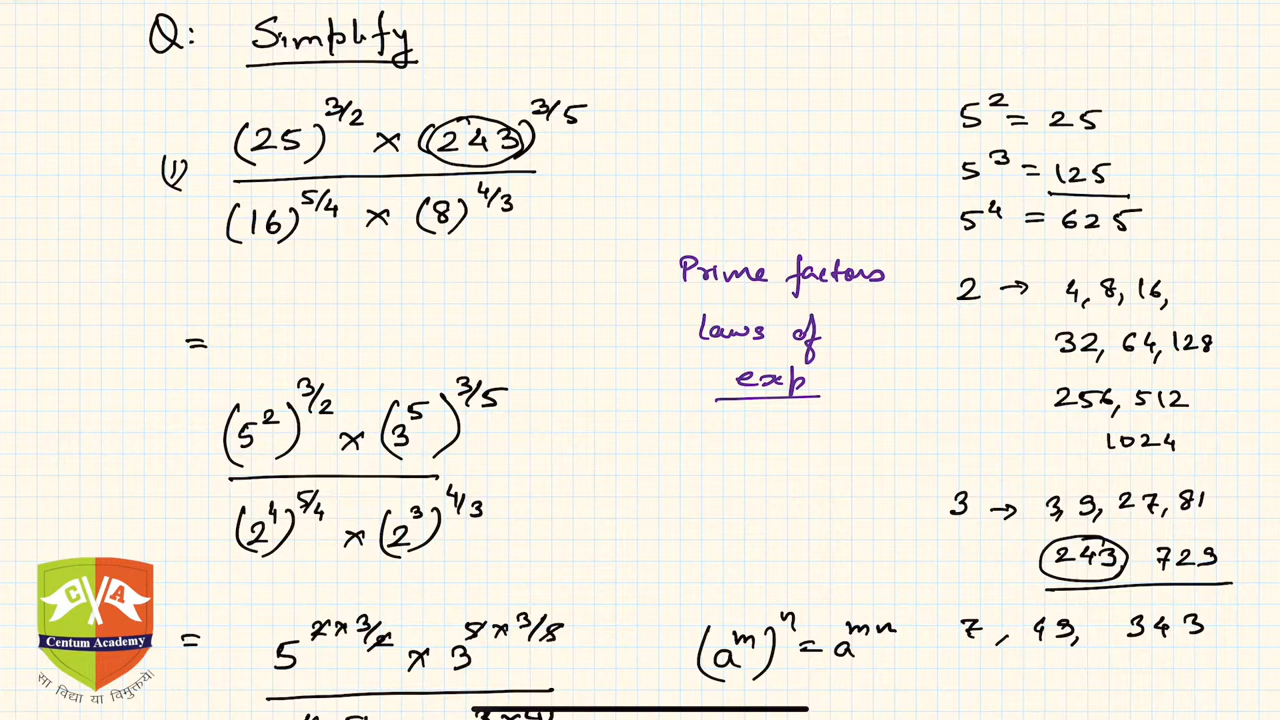 Q: Simplify
(1) (25)^3/2 × (243)^3/5
(16)^5/4 × (8)^4/3
=
(5^2)^3/2 × (3^5)^3/5
(2^4)^5/4 × (2^3)^4/3
= 5^2×3/2 × 3^5×3/5
Prime factors
laws of
exp
(a^m)^n = a^mn
5^2 = 25
5^3 = 125
5^4 = 625
2 → 4, 8, 16,
32, 64, 128
256, 512
1024
3 → 3, 9, 27, 81
243 729
7, 49, 343
C A
Centum Academy
सा विद्या या विमुक्तये।